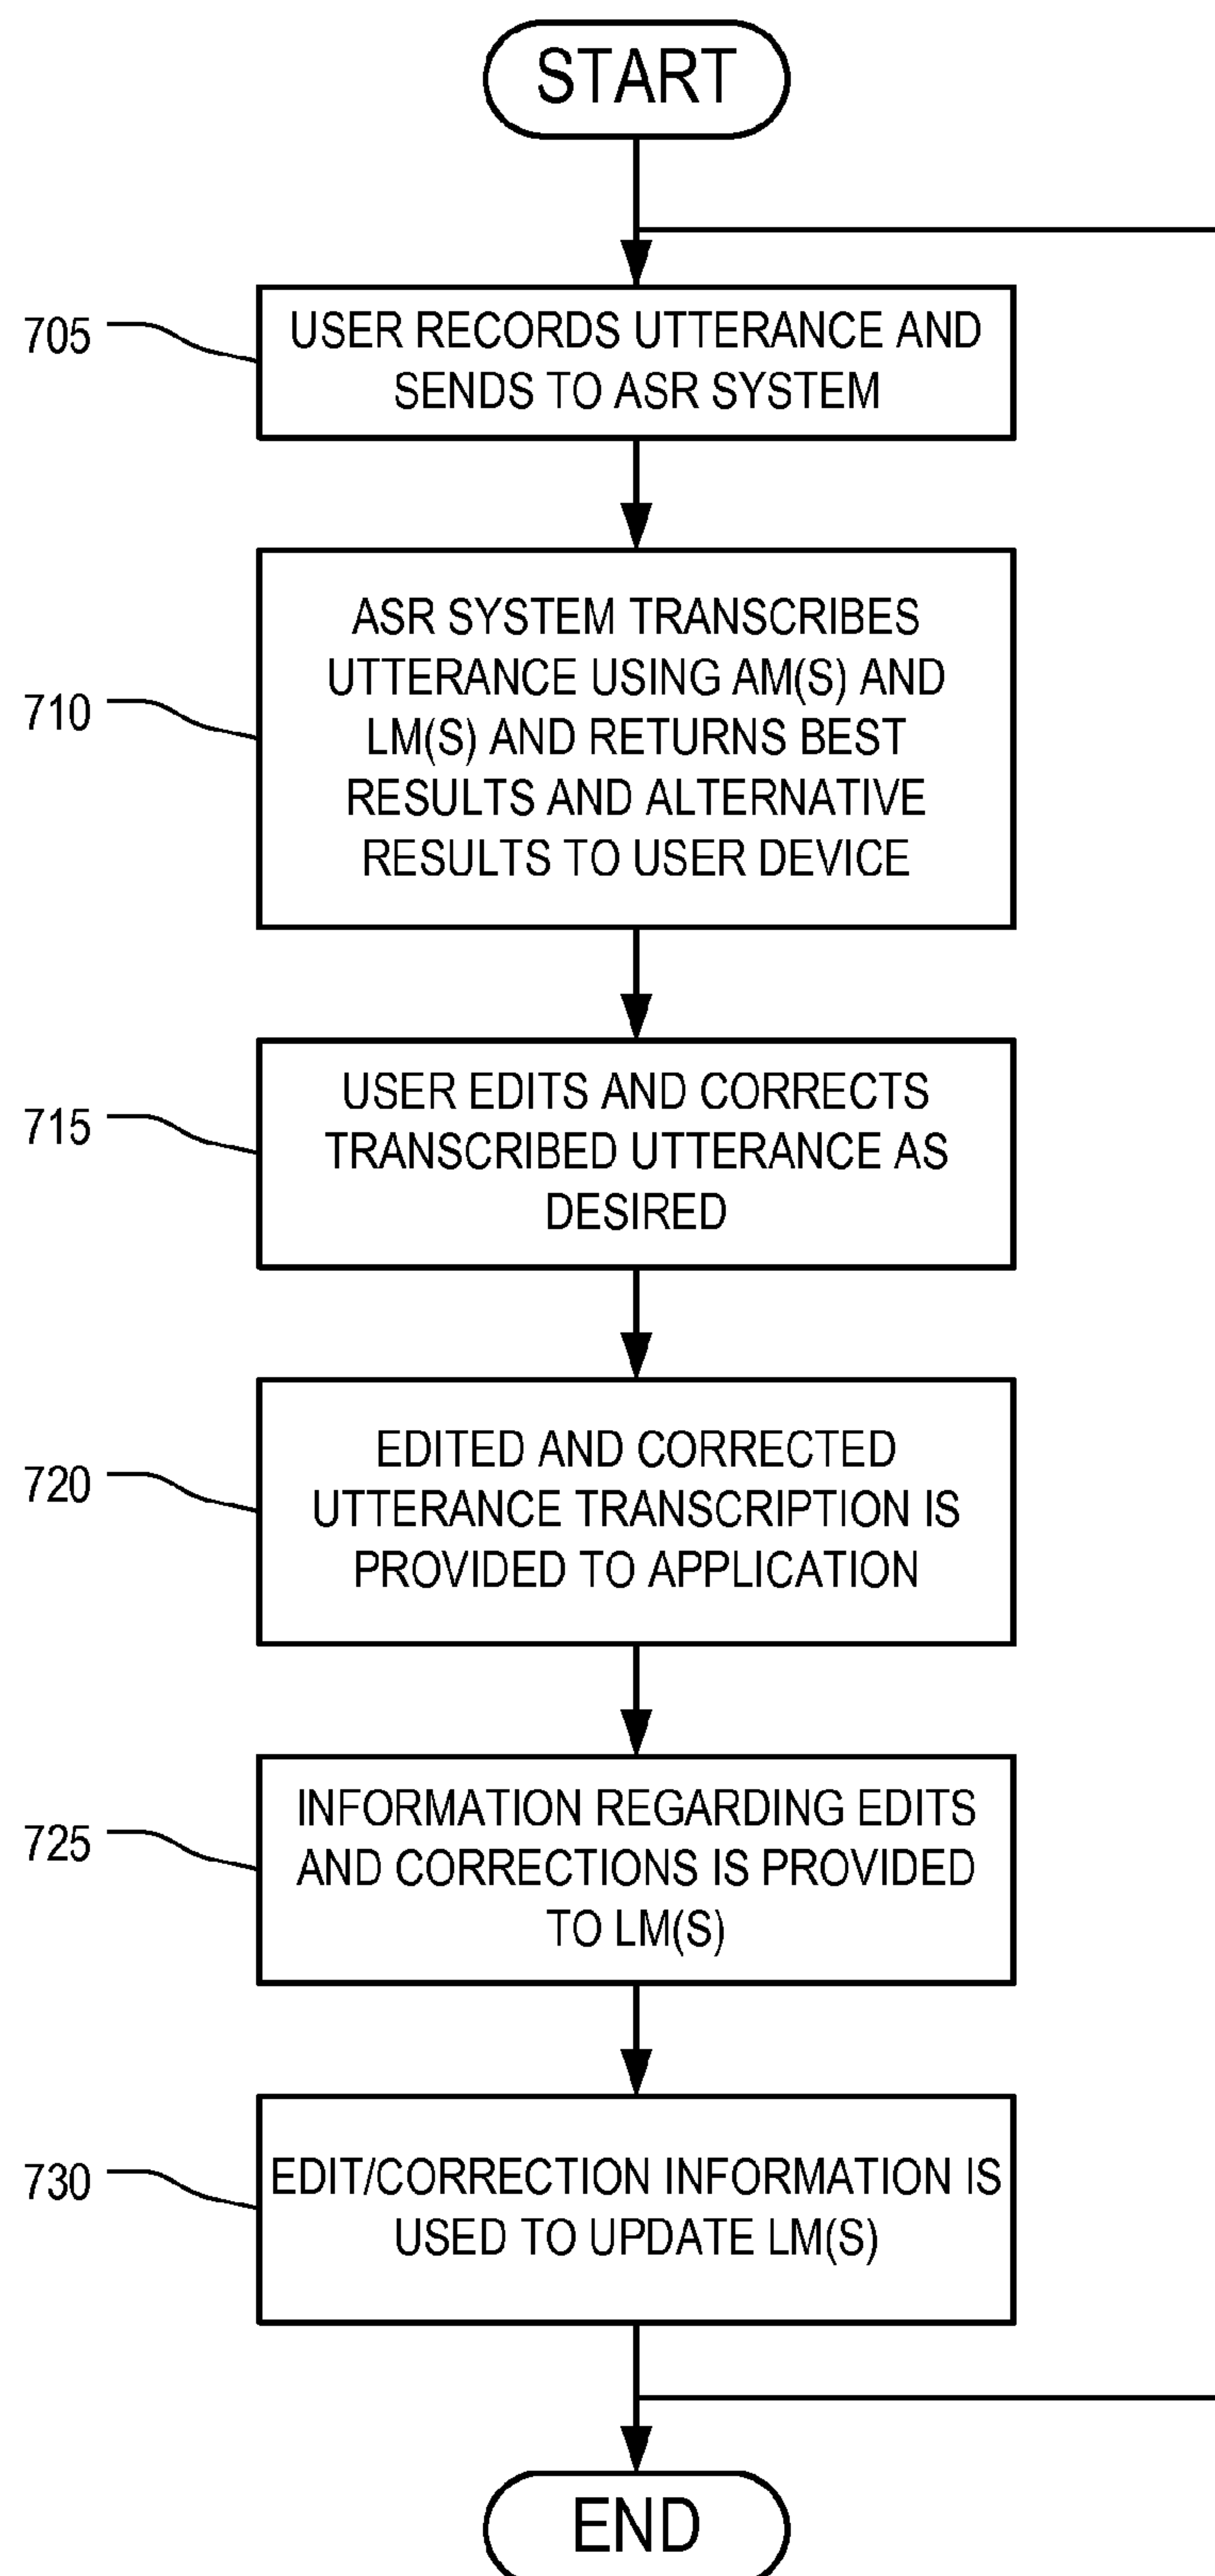 START
705
USER RECORDS UTTERANCE AND
SENDS TO ASR SYSTEM
710
ASR SYSTEM TRANSCRIBES
UTTERANCE USING AM(S) AND
LM(S) AND RETURNS BEST
RESULTS AND ALTERNATIVE
RESULTS TO USER DEVICE
715
USER EDITS AND CORRECTS
TRANSCRIBED UTTERANCE AS
DESIRED
720
EDITED AND CORRECTED
UTTERANCE TRANSCRIPTION IS
PROVIDED TO APPLICATION
725
INFORMATION REGARDING EDITS
AND CORRECTIONS IS PROVIDED
TO LM(S)
730
EDIT/CORRECTION INFORMATION IS
USED TO UPDATE LM(S)
END